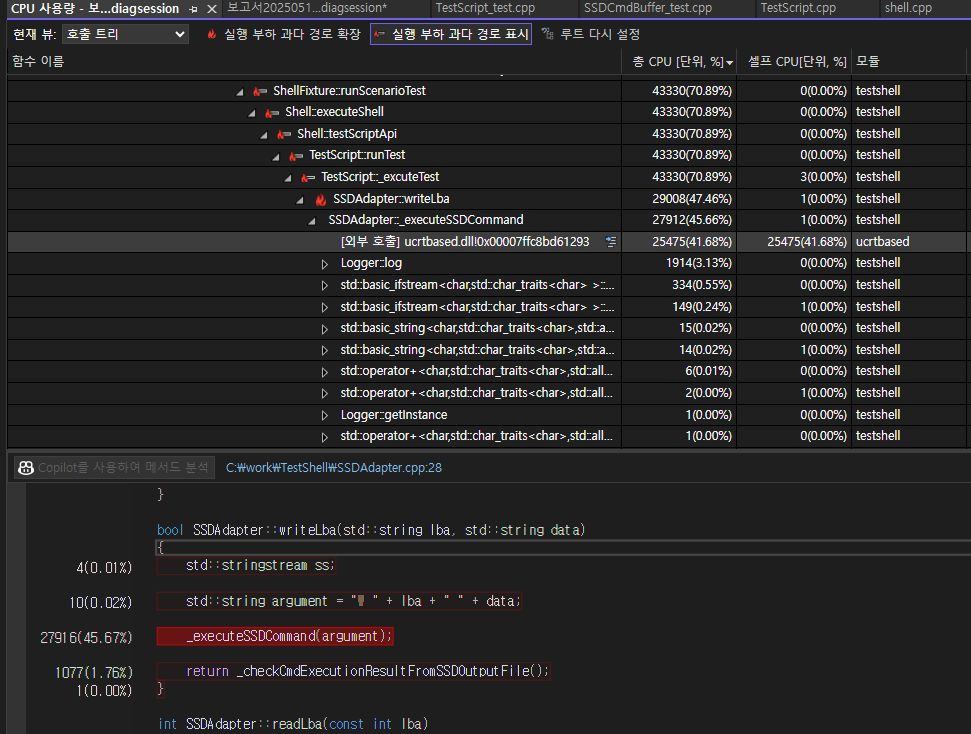 CPU 사용량 - 보...diagsession 보고서2025051...diagsession* TestScript_test.cpp SSDCmdBuffer_test.cpp TestScript.cpp shell.cpp
현재 뷰: 호출 트리 실행 부하 과다 경로 확장 실행 부하 과다 경로 표시 루트 다시 설정
함수 이름 총 CPU [단위, %] 셀프 CPU[단위, %] 모듈
ShellFixture::runScenarioTest 43330(70.89%) 0(0.00%) testshell
Shell::executeShell 43330(70.89%) 0(0.00%) testshell
Shell::testScriptApi 43330(70.89%) 0(0.00%) testshell
TestScript::runTest 43330(70.89%) 0(0.00%) testshell
TestScript::_excuteTest 43330(70.89%) 3(0.00%) testshell
SSDAdapter::writeLba 29008(47.46%) 1(0.00%) testshell
SSDAdapter::_executeSSDCommand 27912(45.66%) 1(0.00%) testshell
[외부 호출] ucrtbased.dll!0x00007ffc8bd61293 25475(41.68%) 25475(41.68%) ucrtbased
Logger::log 1914(3.13%) 0(0.00%) testshell
std::basic_ifstream<char,std::char_traits<char> >::... 334(0.55%) 0(0.00%) testshell
std::basic_ifstream<char,std::char_traits<char> >::... 149(0.24%) 1(0.00%) testshell
std::basic_string<char,std::char_traits<char>,std::a... 15(0.02%) 0(0.00%) testshell
std::basic_string<char,std::char_traits<char>,std::a... 14(0.02%) 1(0.00%) testshell
std::operator+<char,std::char_traits<char>,std::all... 6(0.01%) 0(0.00%) testshell
std::operator+<char,std::char_traits<char>,std::all... 2(0.00%) 1(0.00%) testshell
Logger::getInstance 1(0.00%) 0(0.00%) testshell
std::operator+<char,std::char_traits<char>,std::all... 1(0.00%) 0(0.00%) testshell
Copilot를 사용하여 메서드 분석 C:₩work₩TestShell₩SSDAdapter.cpp:28
}
bool SSDAdapter::writeLba(std::string lba, std::string data)
{
4(0.01%) std::stringstream ss;
10(0.02%) std::string argument = " " + lba + " " + data;
27916(45.67%) _executeSSDCommand(argument);
1077(1.76%) return _checkCmdExecutionResultFromSSDOutputFile();
1(0.00%) }
int SSDAdapter::readLba(const int lba)